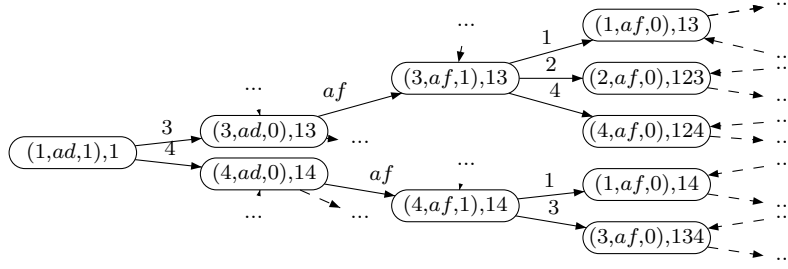 ...
...
(1,af,0),13
1
...
(3,af,1),13
2
(2,af,0),123
...
...
af
4
...
3
(3,ad,0),13
(4,af,0),124
...
...
...
(1,ad,1),1
4
(4,ad,0),14
af
...
1
(1,af,0),14
...
...
...
(4,af,1),14
3
...
...
(3,af,0),134
...